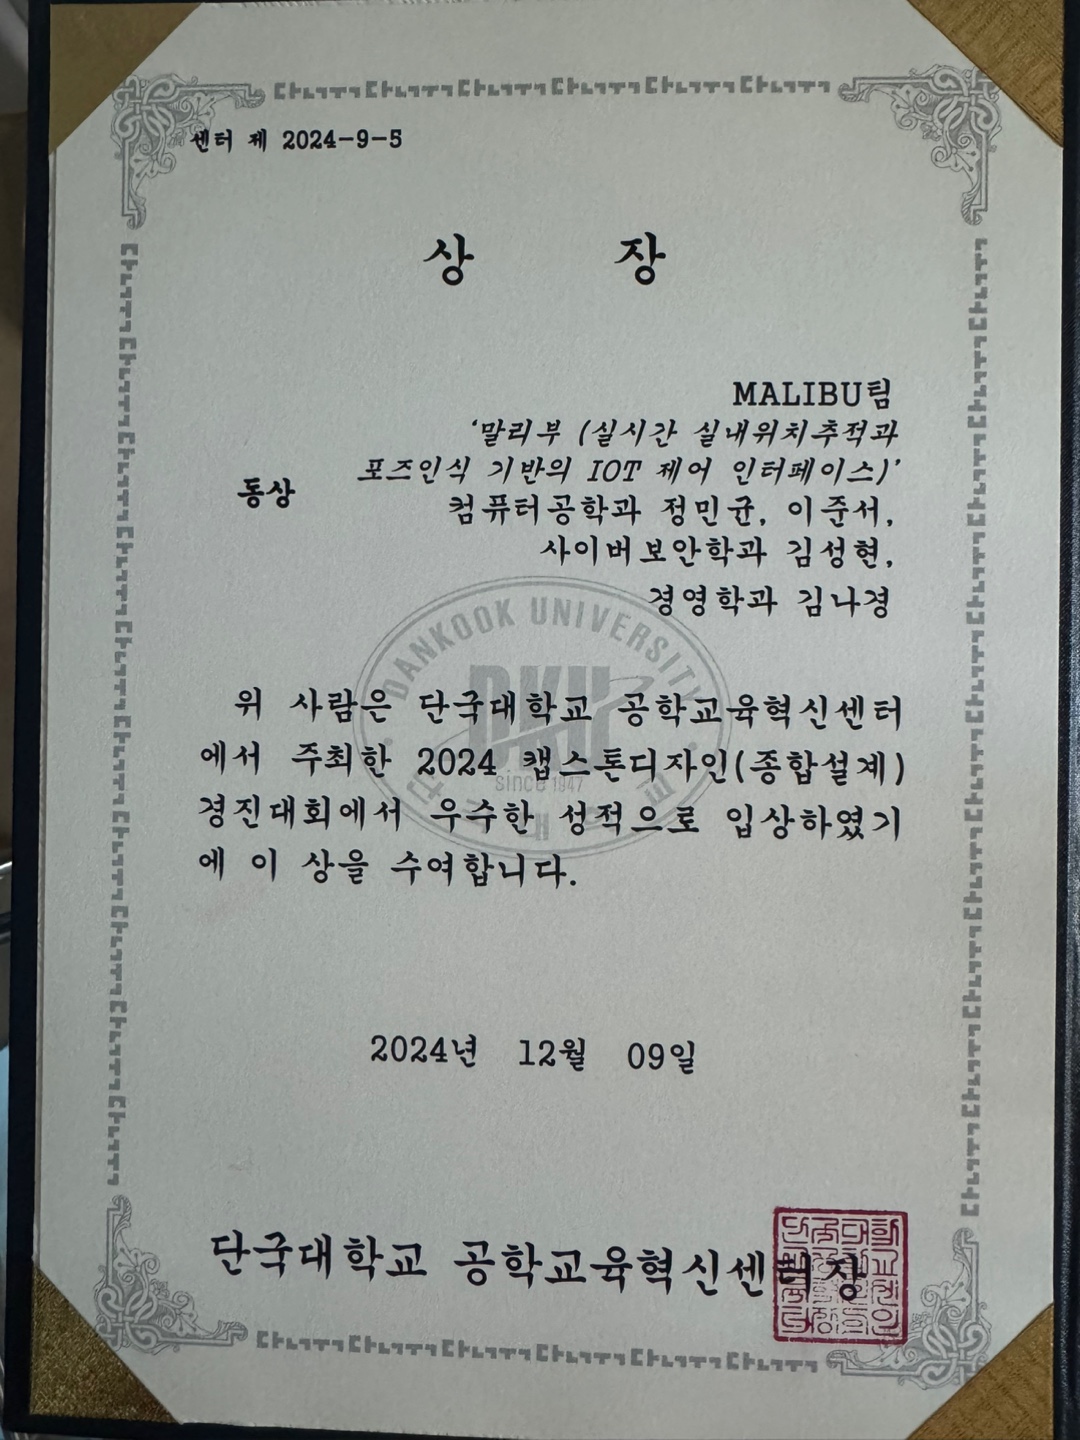 센터 제 2024-9-5
상 장
MALIBU팀
'말리부 (실시간 실내위치추적과
포즈인식 기반의 IOT 제어 인터페이스)'
동상
컴퓨터공학과 정민균, 이준서,
사이버보안학과 김성현,
경영학과 김나경
DANKOOK UNIVERSITY
DKU
since 1947
단국대학교
위 사람은 단국대학교 공학교육혁신센터
에서 주최한 2024 캡스톤디자인(종합설계)
경진대회에서 우수한 성적으로 입상하였기
에 이 상을 수여합니다.
2024년 12월 09일
단국대학교 공학교육혁신센터장